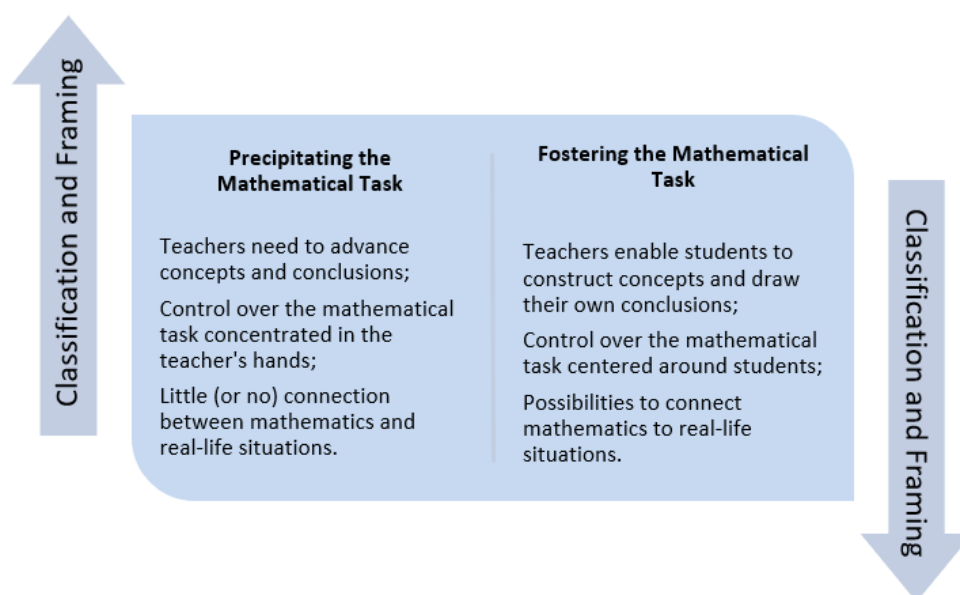 Classification and Framing
Precipitating the
Mathematical Task
Teachers need to advance
concepts and conclusions;
Control over the mathematical
task concentrated in the
teacher's hands;
Little (or no) connection
between mathematics and
real-life situations.
Fostering the Mathematical
Task
Teachers enable students to
construct concepts and draw
their own conclusions;
Control over the mathematical
task centered around students;
Possibilities to connect
mathematics to real-life
situations.
Classification and Framing